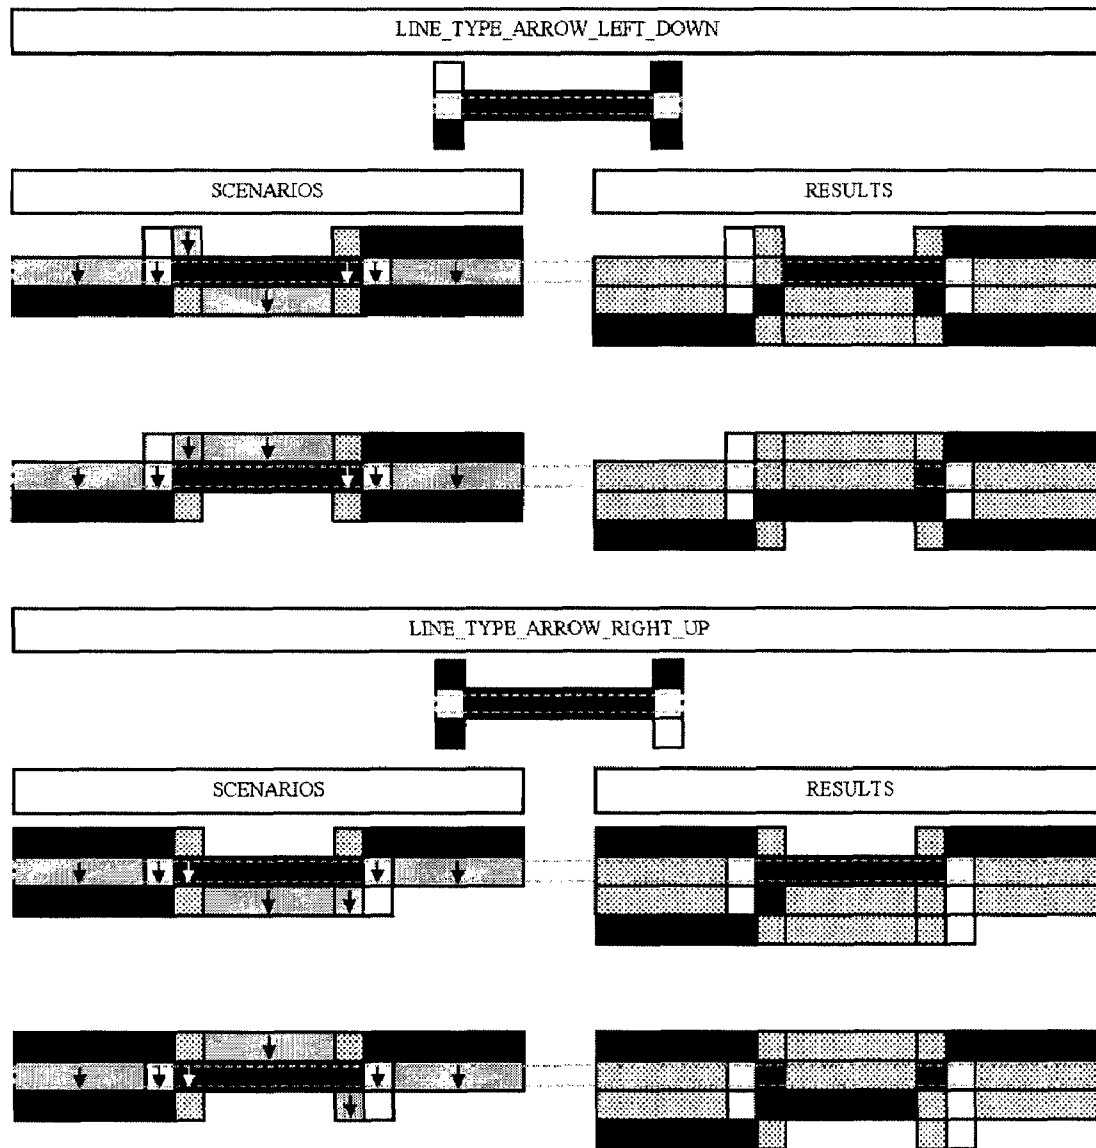 LINE_TYPE_ARROW_LEFT_DOWN
SCENARIOS
RESULTS
LINE_TYPE_ARROW_RIGHT_UP
SCENARIOS
RESULTS